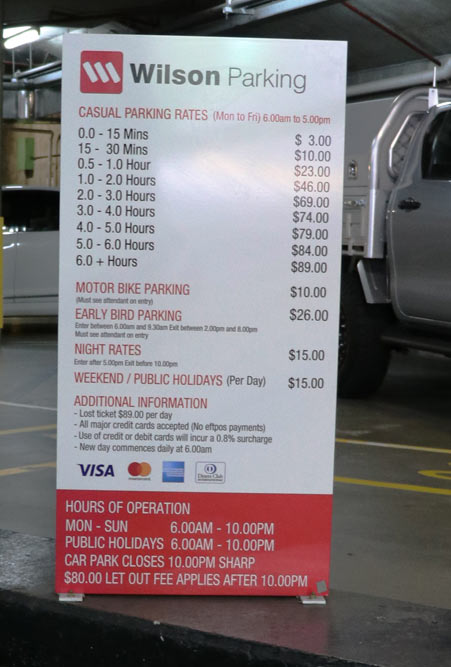 Wilson Parking
CASUAL PARKING RATES (Mon to Fri) 6.00am to 5.00pm
0.0 - 15 Mins $ 3.00
15 - 30 Mins $10.00
0.5 - 1.0 Hour $23.00
1.0 - 2.0 Hours $46.00
2.0 - 3.0 Hours $69.00
3.0 - 4.0 Hours $74.00
4.0 - 5.0 Hours $79.00
5.0 - 6.0 Hours $84.00
6.0 + Hours $89.00
MOTOR BIKE PARKING $10.00
(Must see attendant on entry)
EARLY BIRD PARKING $26.00
Enter between 6.00am and 9.30am Exit between 2.00pm and 8.00pm
Must see attendant on entry
NIGHT RATES $15.00
Enter after 5.00pm Exit before 10.00pm
WEEKEND / PUBLIC HOLIDAYS (Per Day) $15.00
ADDITIONAL INFORMATION
- Lost ticket $89.00 per day
- All major credit cards accepted (No eftpos payments)
- Use of credit or debit cards will incur a 0.8% surcharge
- New day commences daily at 6.00am
VISA mastercard Diners Club INTERNATIONAL
HOURS OF OPERATION
MON - SUN 6.00AM - 10.00PM
PUBLIC HOLIDAYS 6.00AM - 10.00PM
CAR PARK CLOSES 10.00PM SHARP
$80.00 LET OUT FEE APPLIES AFTER 10.00PM